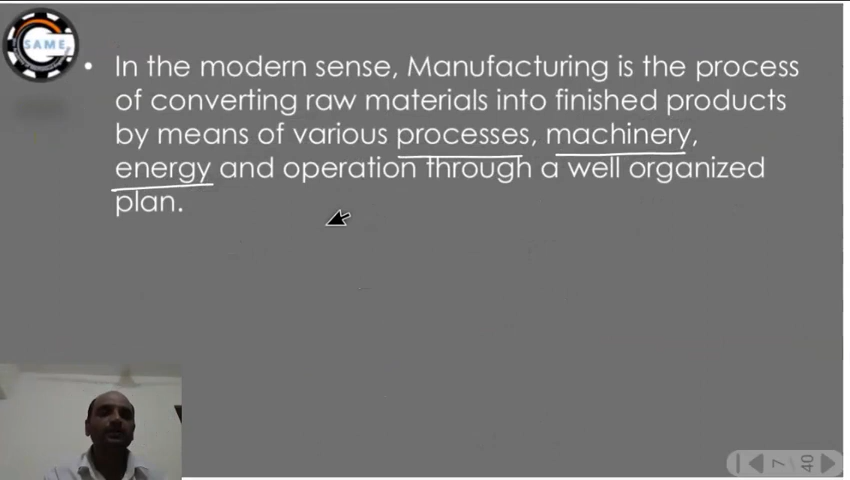 SAME
• In the modern sense, Manufacturing is the process
of converting raw materials into finished products
by means of various processes, machinery,
energy and operation through a well organized
plan.
7 \ 40